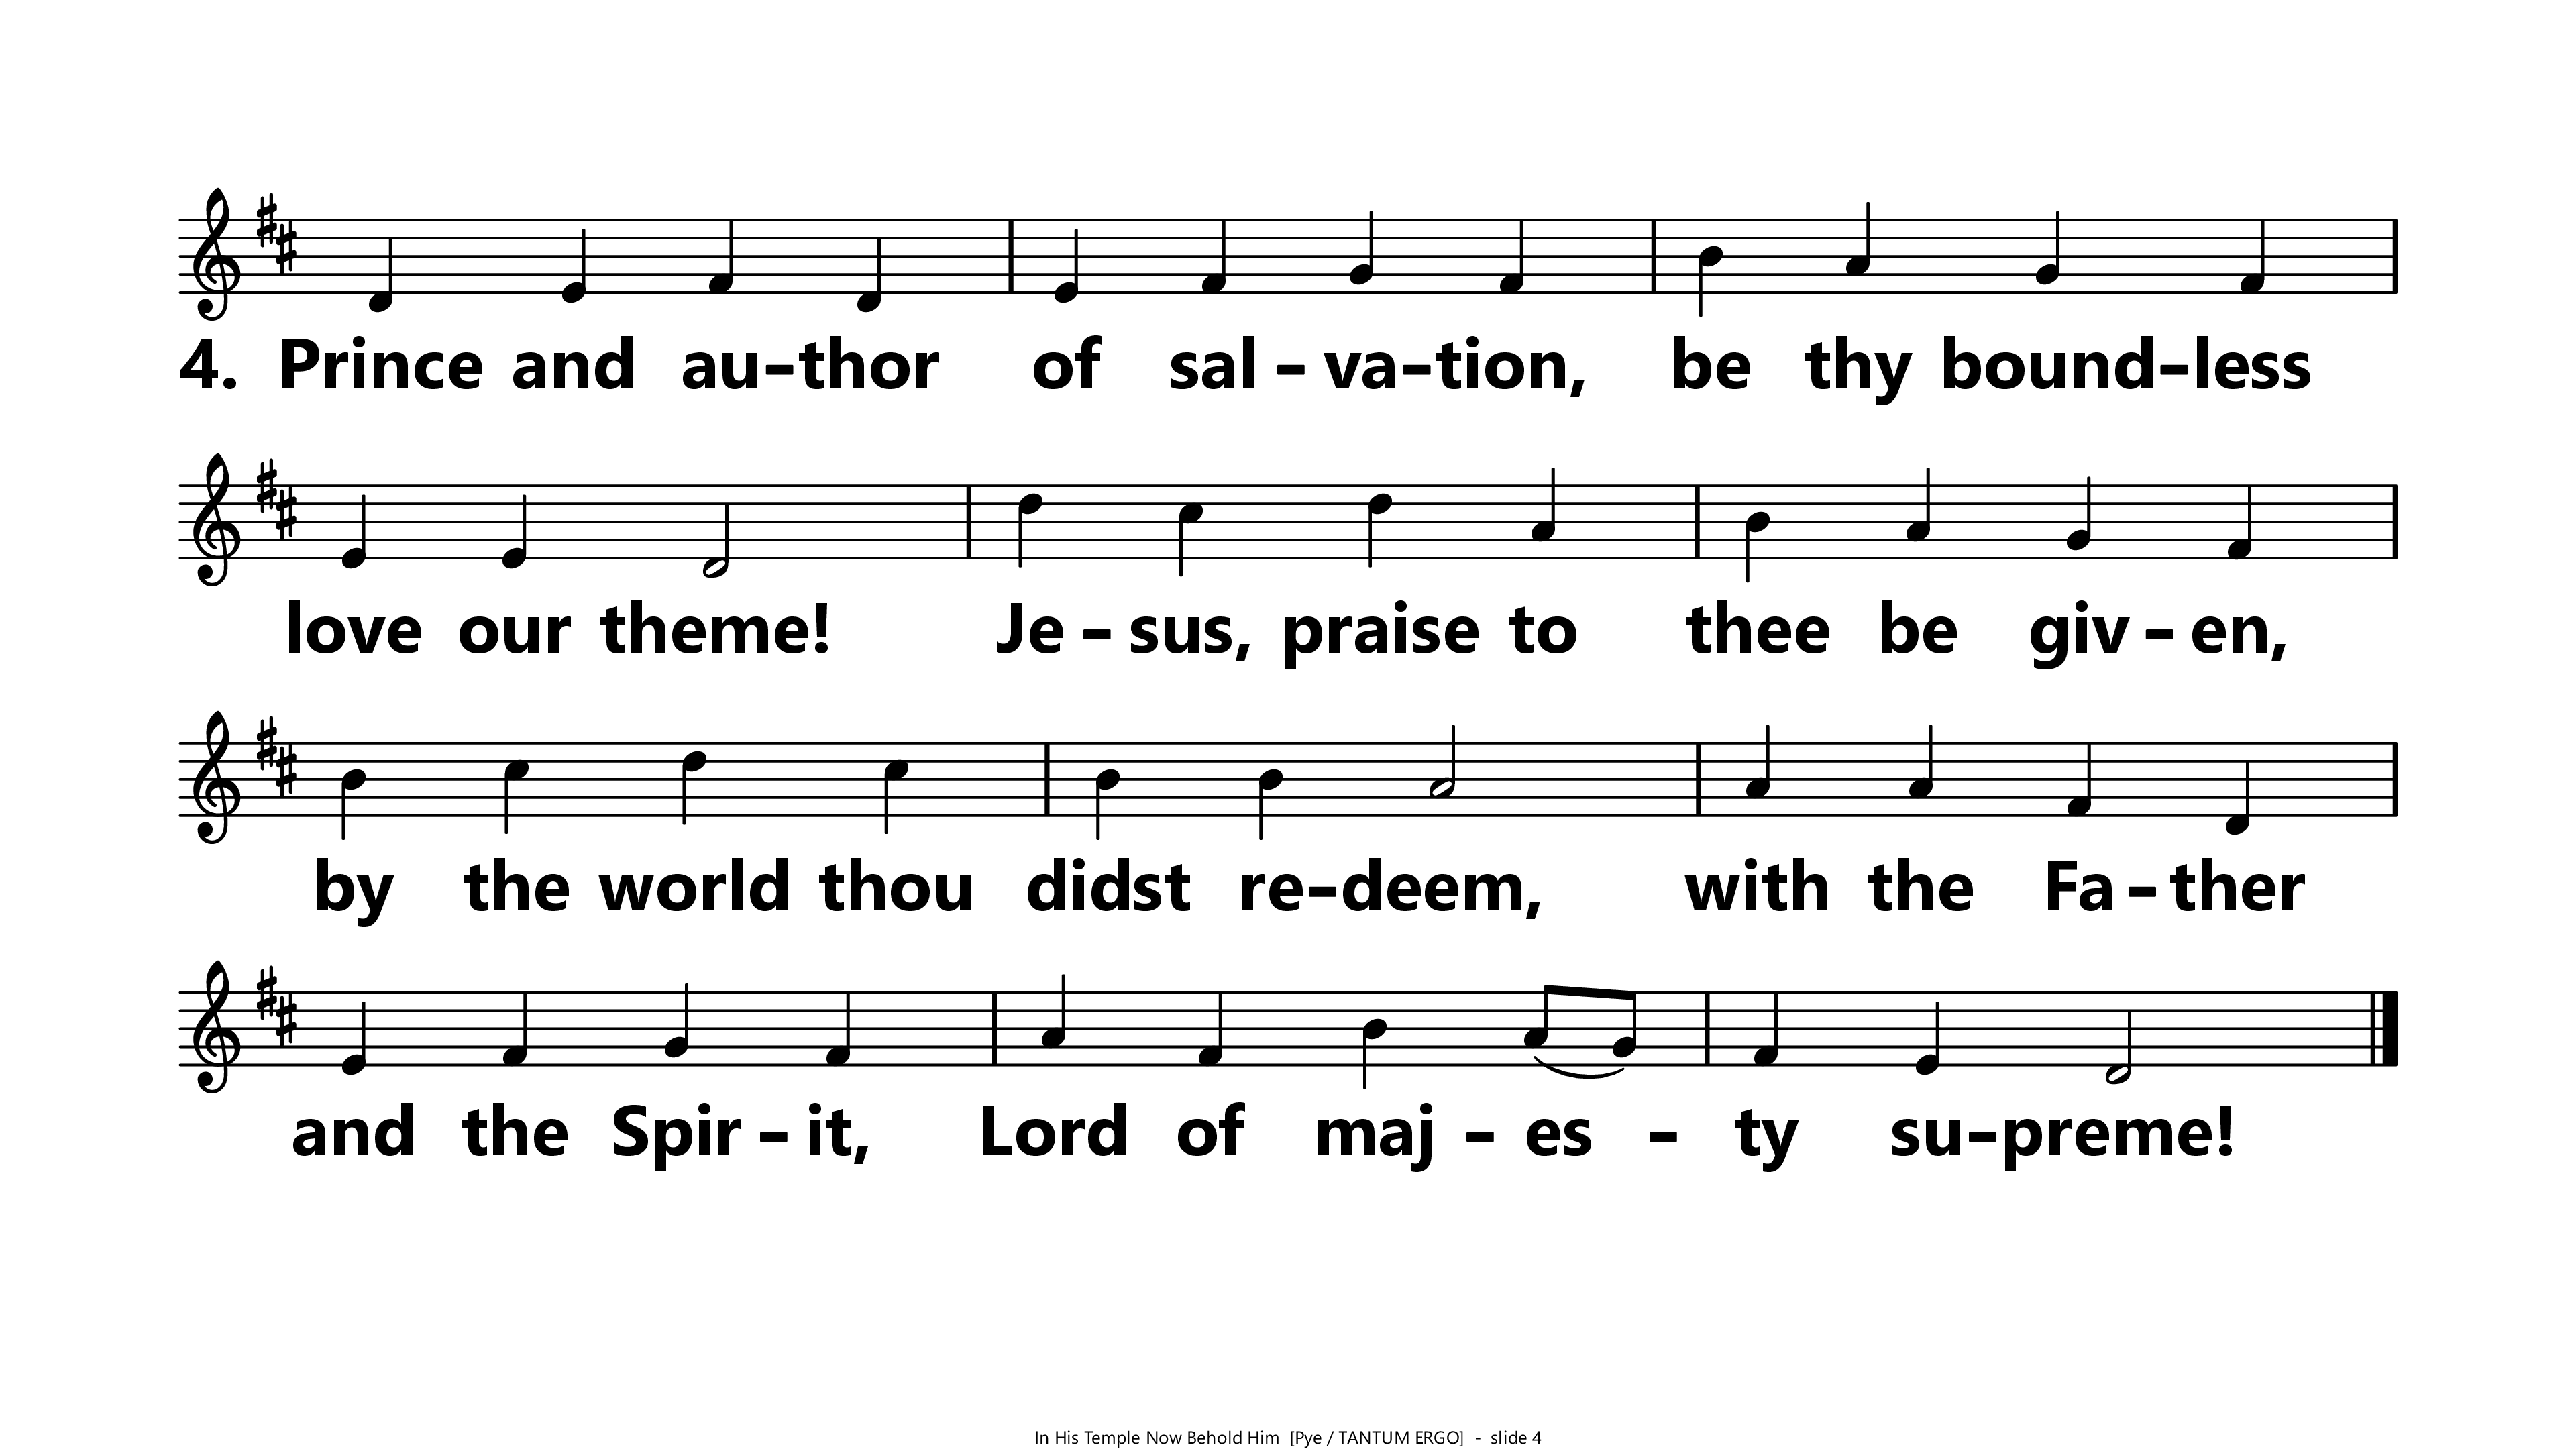 4. Prince and au-thor of sal - va-tion, be thy bound-less
love our theme! Je - sus, praise to thee be giv - en,
by the world thou didst re-deem, with the Fa - ther
and the Spir - it, Lord of maj - es - ty su-preme!
In His Temple Now Behold Him [Pye / TANTUM ERGO] - slide 4